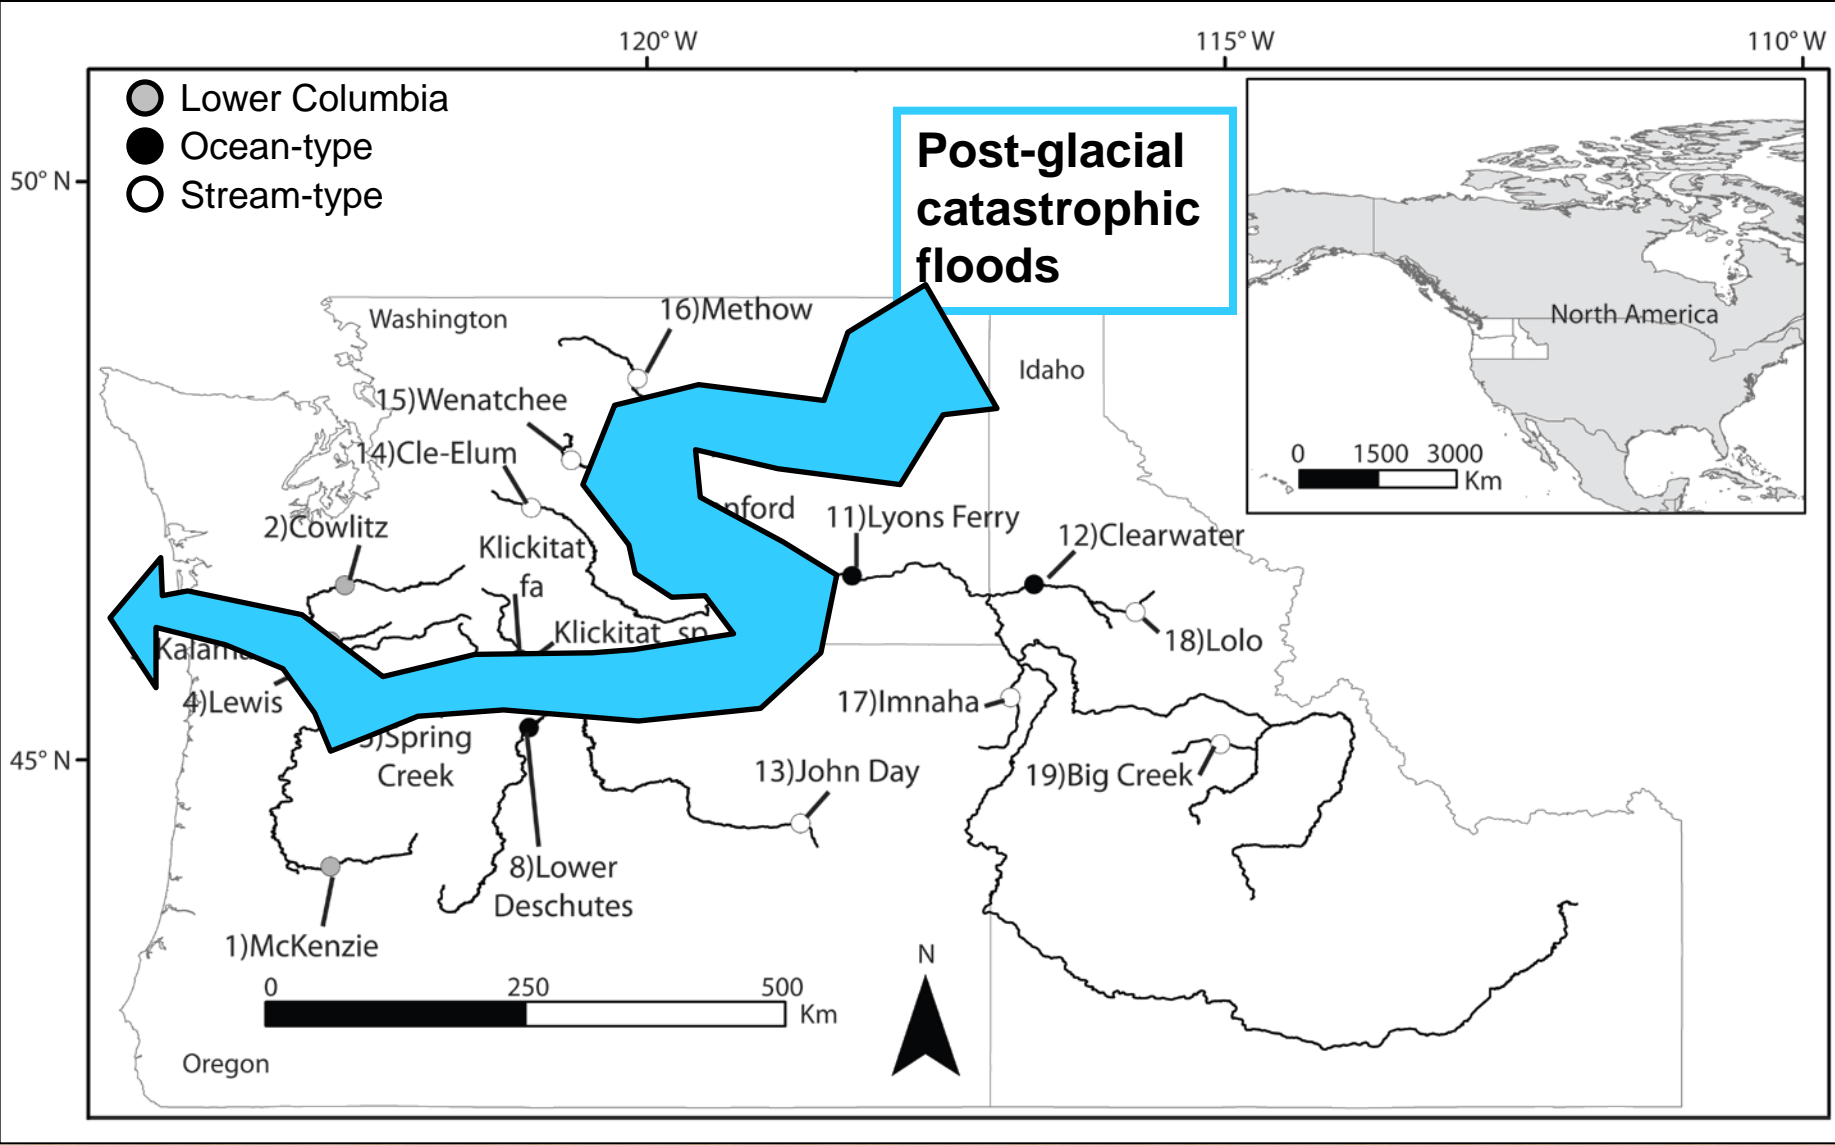 120° W
115° W
110° W
50° N
45° N
Lower Columbia
Ocean-type
Stream-type
Post-glacial
catastrophic
floods
North America
0 1500 3000
Km
Washington
16)Methow
Idaho
15)Wenatchee
14)Cle-Elum
nford
11)Lyons Ferry
12)Clearwater
2)Cowlitz
Klickitat
fa
Klickitat sp
18)Lolo
Kalama
4)Lewis
17)Imnaha
)Spring
Creek
13)John Day
19)Big Creek
8)Lower
Deschutes
1)McKenzie
N
0 250 500
Km
Oregon